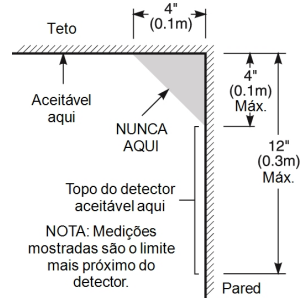 Teto
4"
(0.1m)
Aceitável
aqui
NUNCA
AQUI
4"
(0.1m)
Máx.
12"
(0.3m)
Máx.
Topo do detector
aceitável aqui
NOTA: Medições
mostradas são o limite
mais próximo do
detector.
Pared